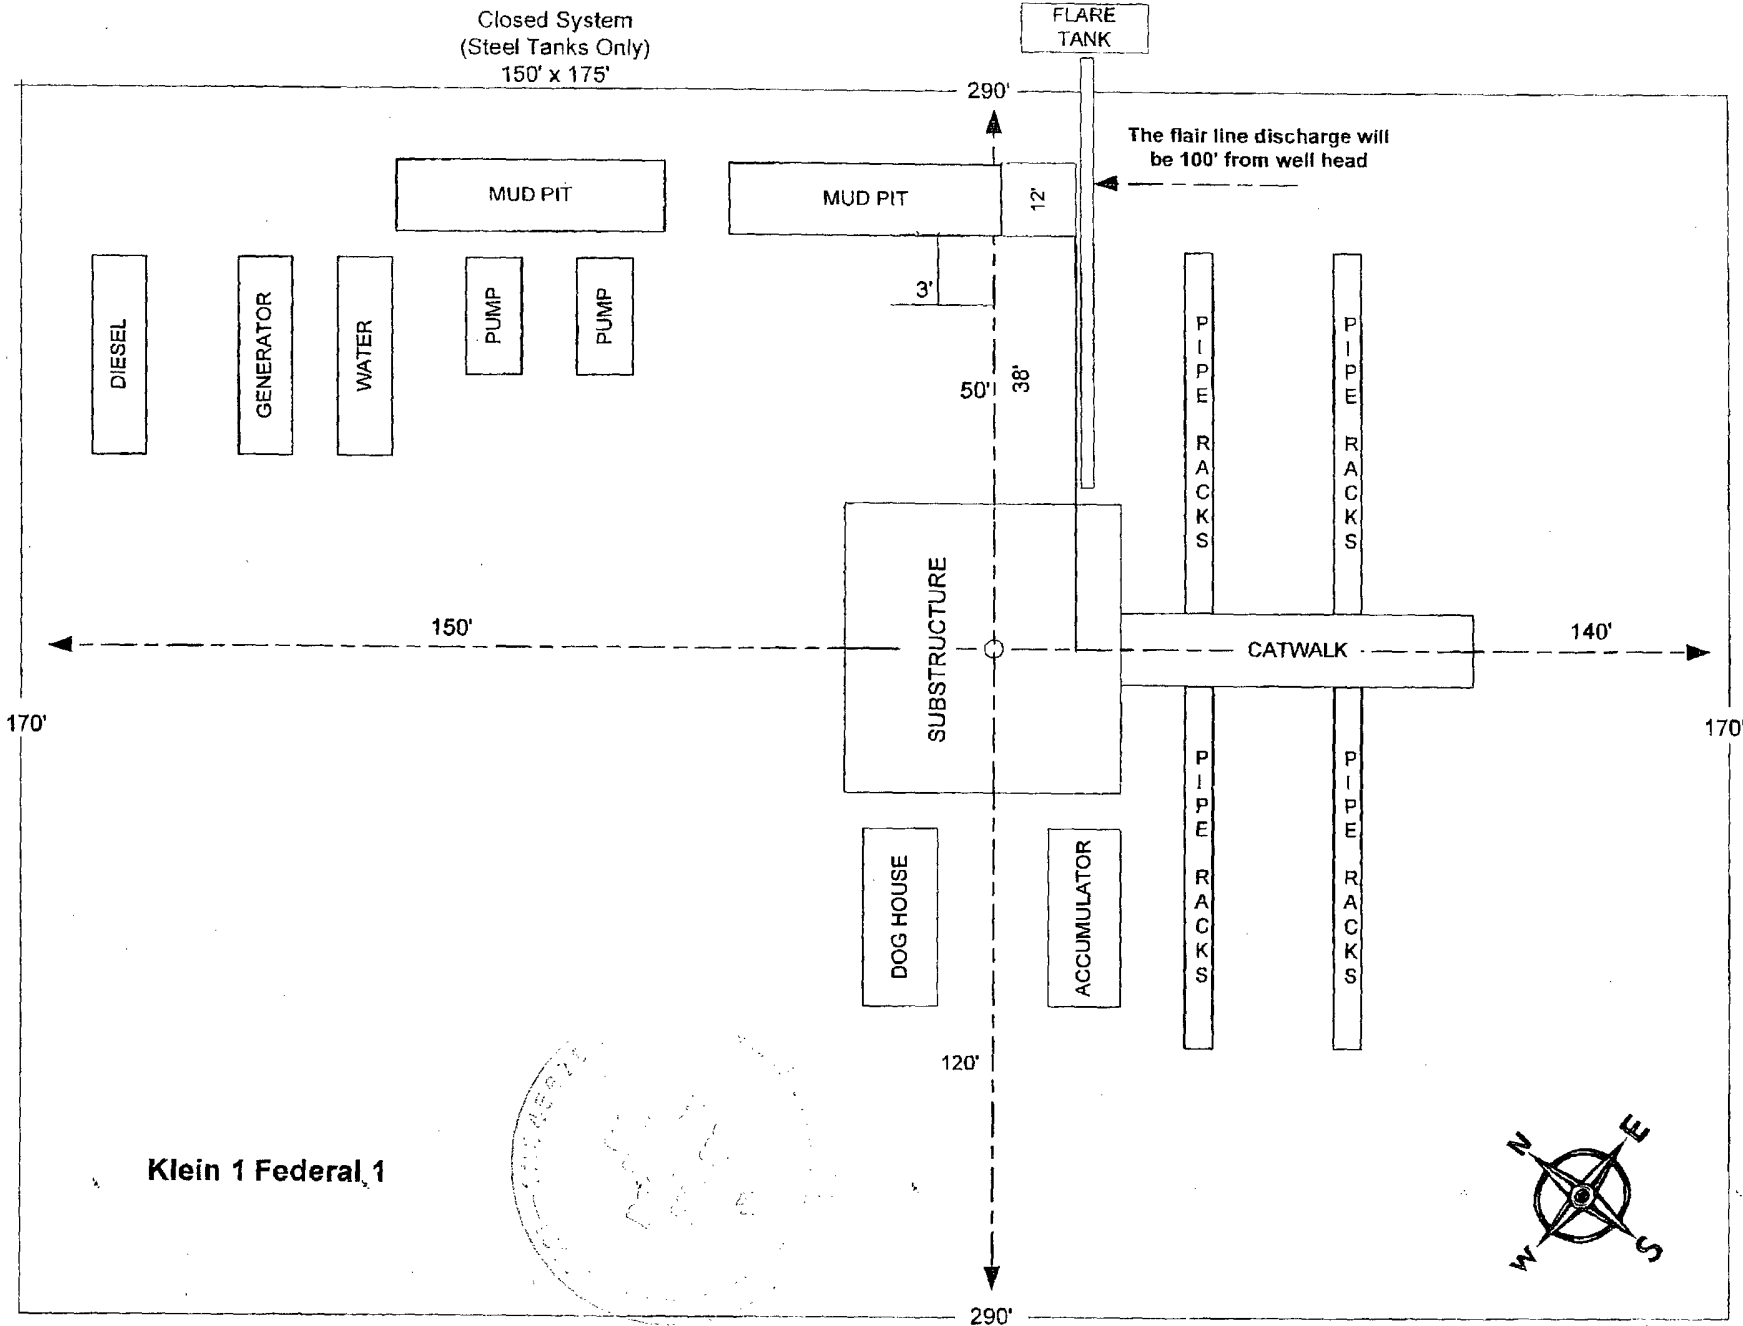 Closed System
(Steel Tanks Only)
150' x 175'
FLARE
TANK
290'
The flair line discharge will
be 100' from well head
MUD PIT
MUD PIT
12'
3'
DIESEL
GENERATOR
WATER
PUMP
PUMP
50'
38'
PIPE RACKS
PIPE RACKS
SUBSTRUCTURE
150'
CATWALK
140'
170'
170'
PIPE RACKS
PIPE RACKS
DOG HOUSE
ACCUMULATOR
120'
Klein 1 Federal 1
N
E
W
S
290'